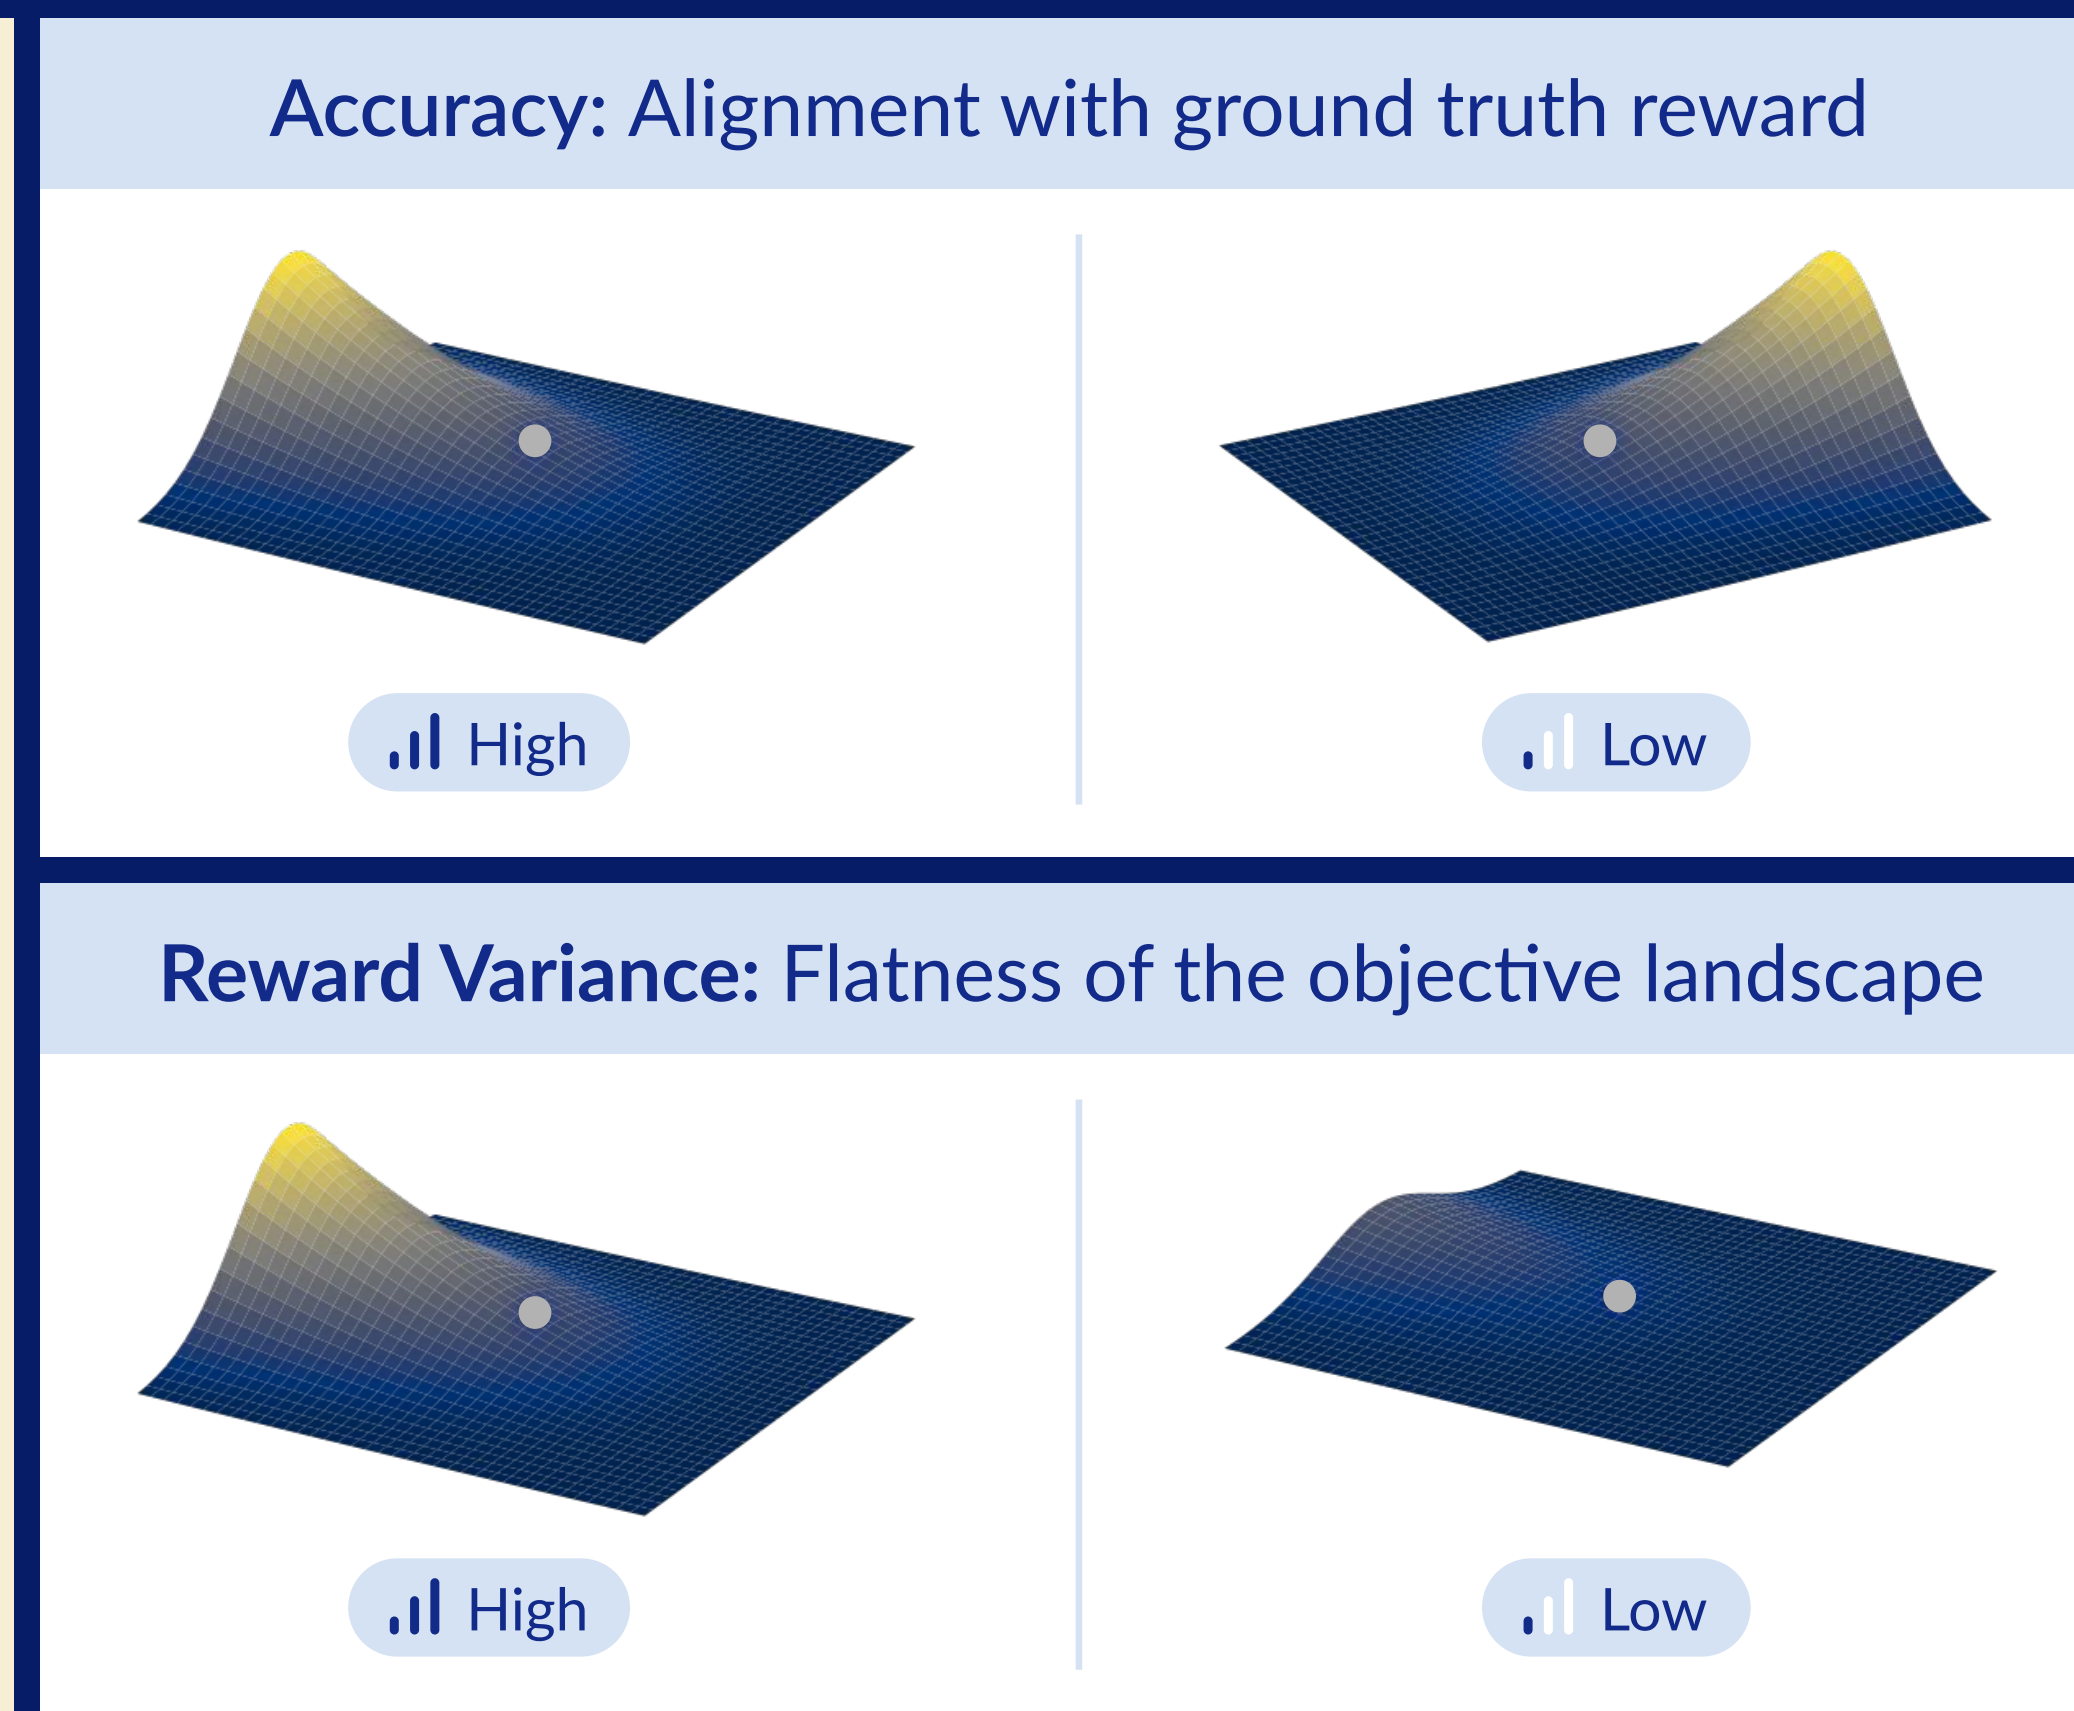 Accuracy: Alignment with ground truth reward
High
Low
Reward Variance: Flatness of the objective landscape
High
Low